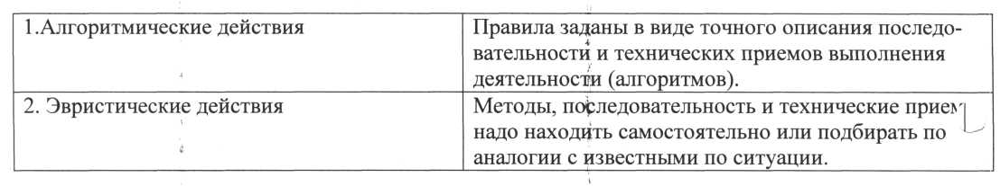 1.Алгоритмические действия
Правила заданы в виде точного описания последо-
вательности и технических приемов выполнения
деятельности (алгоритмов).
2. Эвристические действия
Методы, последовательность и технические прием
надо находить самостоятельно или подбирать по
аналогии с известными по ситуации.